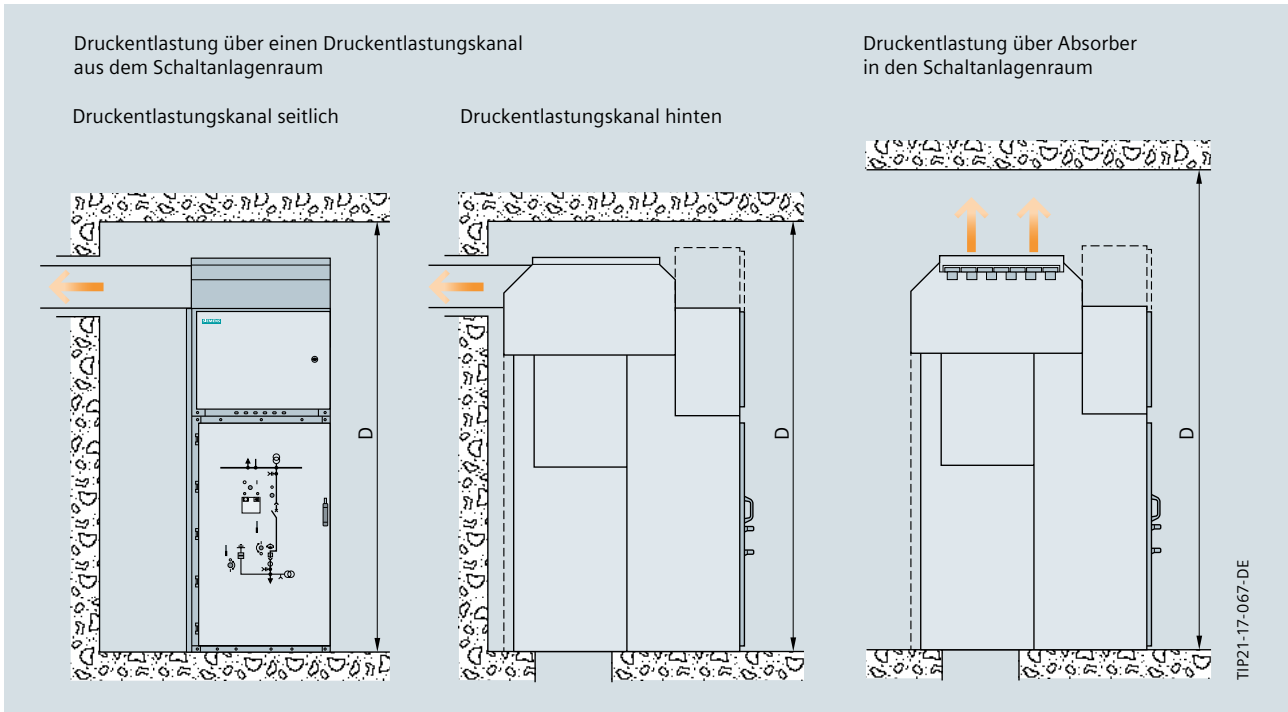 Druckentlastung über einen Druckentlastungskanal
aus dem Schaltanlagenraum
Druckentlastung über Absorber
in den Schaltanlagenraum
Druckentlastungskanal seitlich
Druckentlastungskanal hinten
D
D
D
TIP21-17-067-DE